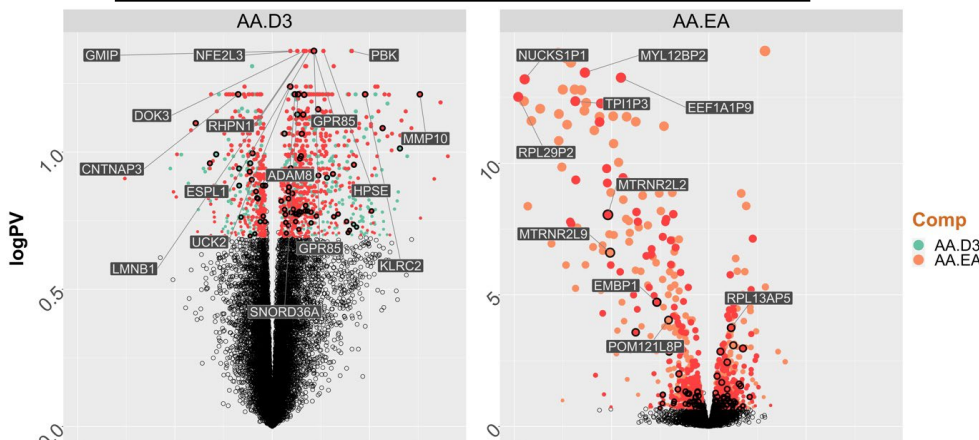 AA.D3
AA.EA
GMIP
NFE2L3
PBK
NUCKS1P1
MYL12BP2
DOK3
RHPN1
GPR85
MMP10
TPI1P3
EEF1A1P9
CNTNAP3
ESPL1
ADAM8
HPSE
RPL29P2
MTRNR2L2
UCK2
GPR85
KLRC2
MTRNR2L9
LMNB1
SNORD36A
EMBP1
RPL13AP5
POM121L8P
logPV
1.0
0.5
0.0
10
5
0
Comp
AA.D3
AA.EA